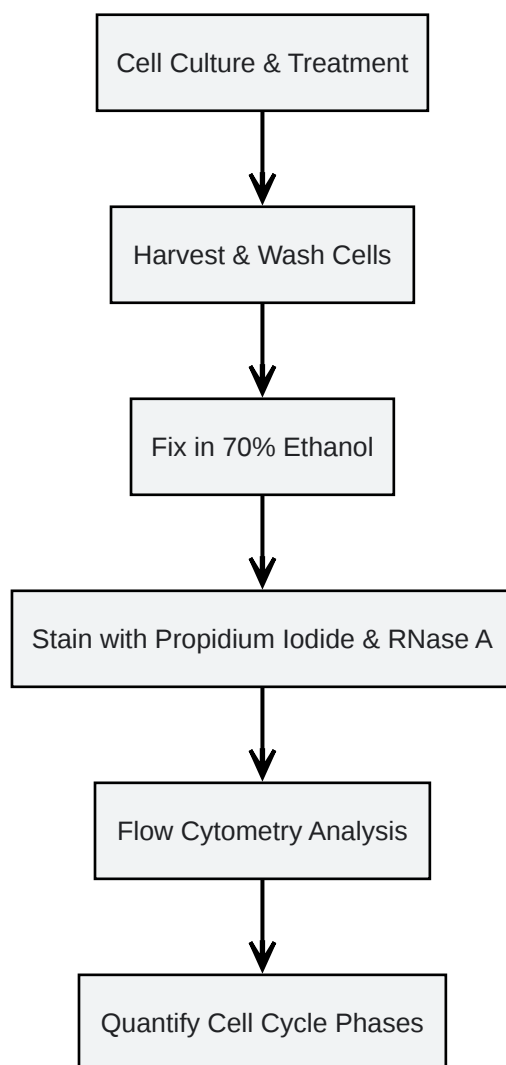 Cell Culture & Treatment
Harvest & Wash Cells
Fix in 70% Ethanol
Stain with Propidium Iodide & RNase A
Flow Cytometry Analysis
Quantify Cell Cycle Phases